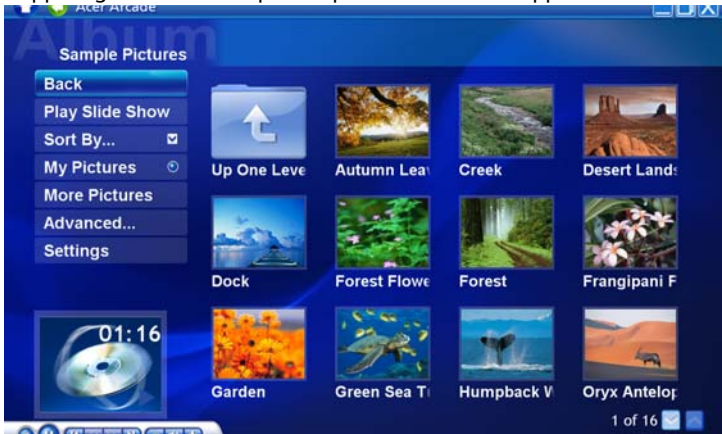 Acer Arcade
Album
Sample Pictures
Back
Play Slide Show
Sort By...
My Pictures
More Pictures
Advanced...
Settings
Up One Leve
Autumn Lea
Creek
Desert Land
Dock
Forest Flowe
Forest
Frangipani F
Garden
Green Sea T
Humpback W
Oryx Antelop
01:16
1 of 16